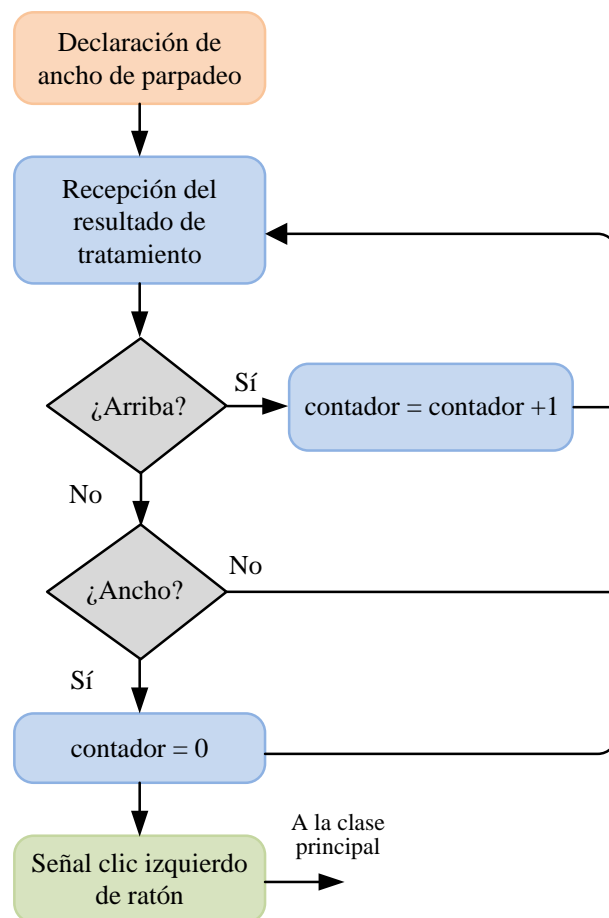 Declaración de
ancho de parpadeo
Recepción del
resultado de
tratamiento
¿Arriba?
Sí
contador = contador +1
No
¿Ancho?
No
Sí
contador = 0
Señal clic izquierdo
de ratón
A la clase
principal